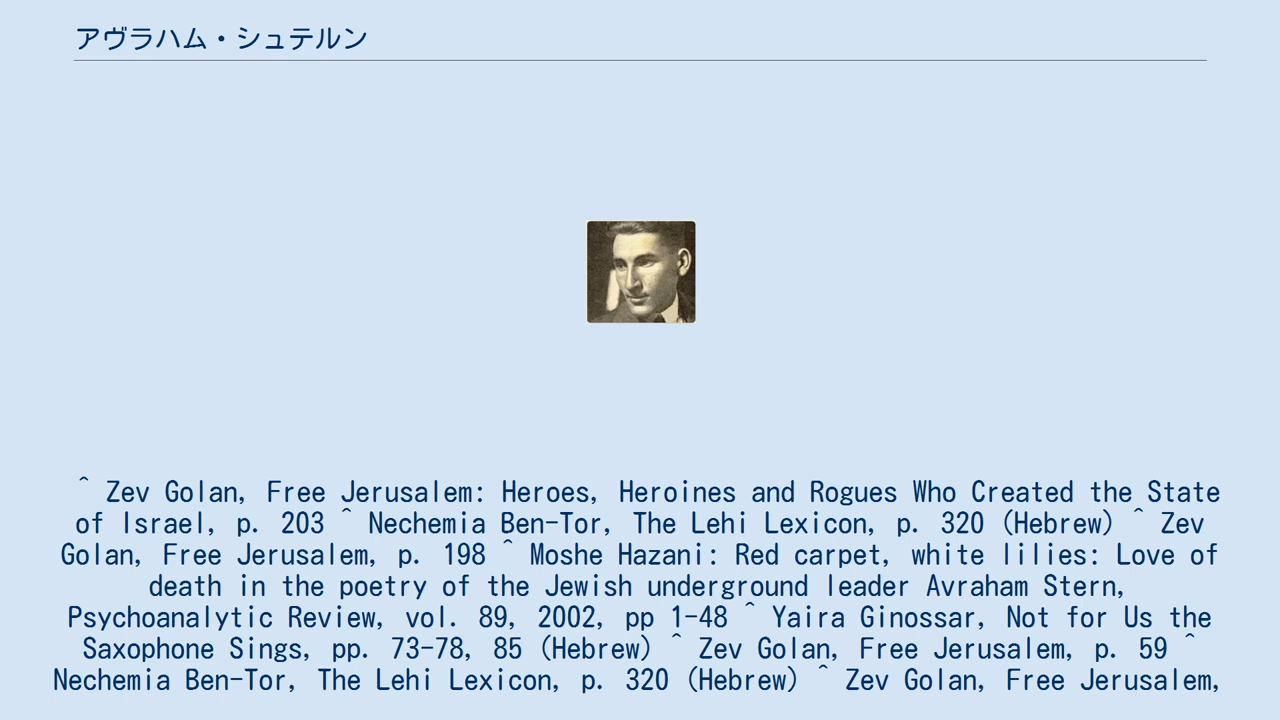 アヴラハム・シュテルン
^ Zev Golan, Free Jerusalem: Heroes, Heroines and Rogues Who Created the State
of Israel, p. 203 ^ Nechemia Ben-Tor, The Lehi Lexicon, p. 320 (Hebrew) ^ Zev
Golan, Free Jerusalem, p. 198 ^ Moshe Hazani: Red carpet, white lilies: Love of
death in the poetry of the Jewish underground leader Avraham Stern,
Psychoanalytic Review, vol. 89, 2002, pp 1-48 ^ Yaira Ginossar, Not for Us the
Saxophone Sings, pp. 73-78, 85 (Hebrew) ^ Zev Golan, Free Jerusalem, p. 59 ^
Nechemia Ben-Tor, The Lehi Lexicon, p. 320 (Hebrew) ^ Zev Golan, Free Jerusalem,